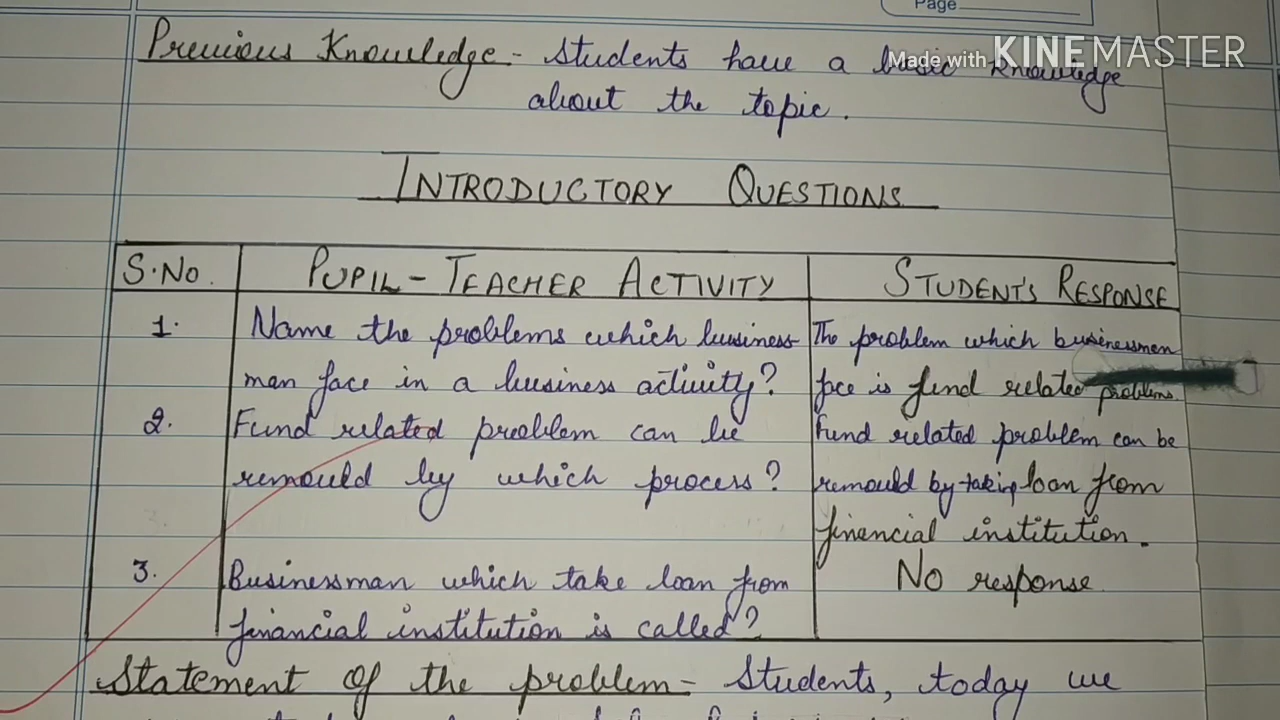 Page
Made with KINEMASTER
Previous Knowledge - Students have a basic knowledge
about the topic.
INTRODUCTORY QUESTIONS
S.No. PUPIL-TEACHER ACTIVITY STUDENT'S RESPONSE
1. Name the problems which business
man face in a business activity?
The problem which businessmen
face is fund related problems
2. Fund related problem can be
removed by which process?
Fund related problem can be
removed by taking loan from
financial institution.
3. Businessman which take loan from
financial institution is called?
No response
Statement of the problem- Students, today we